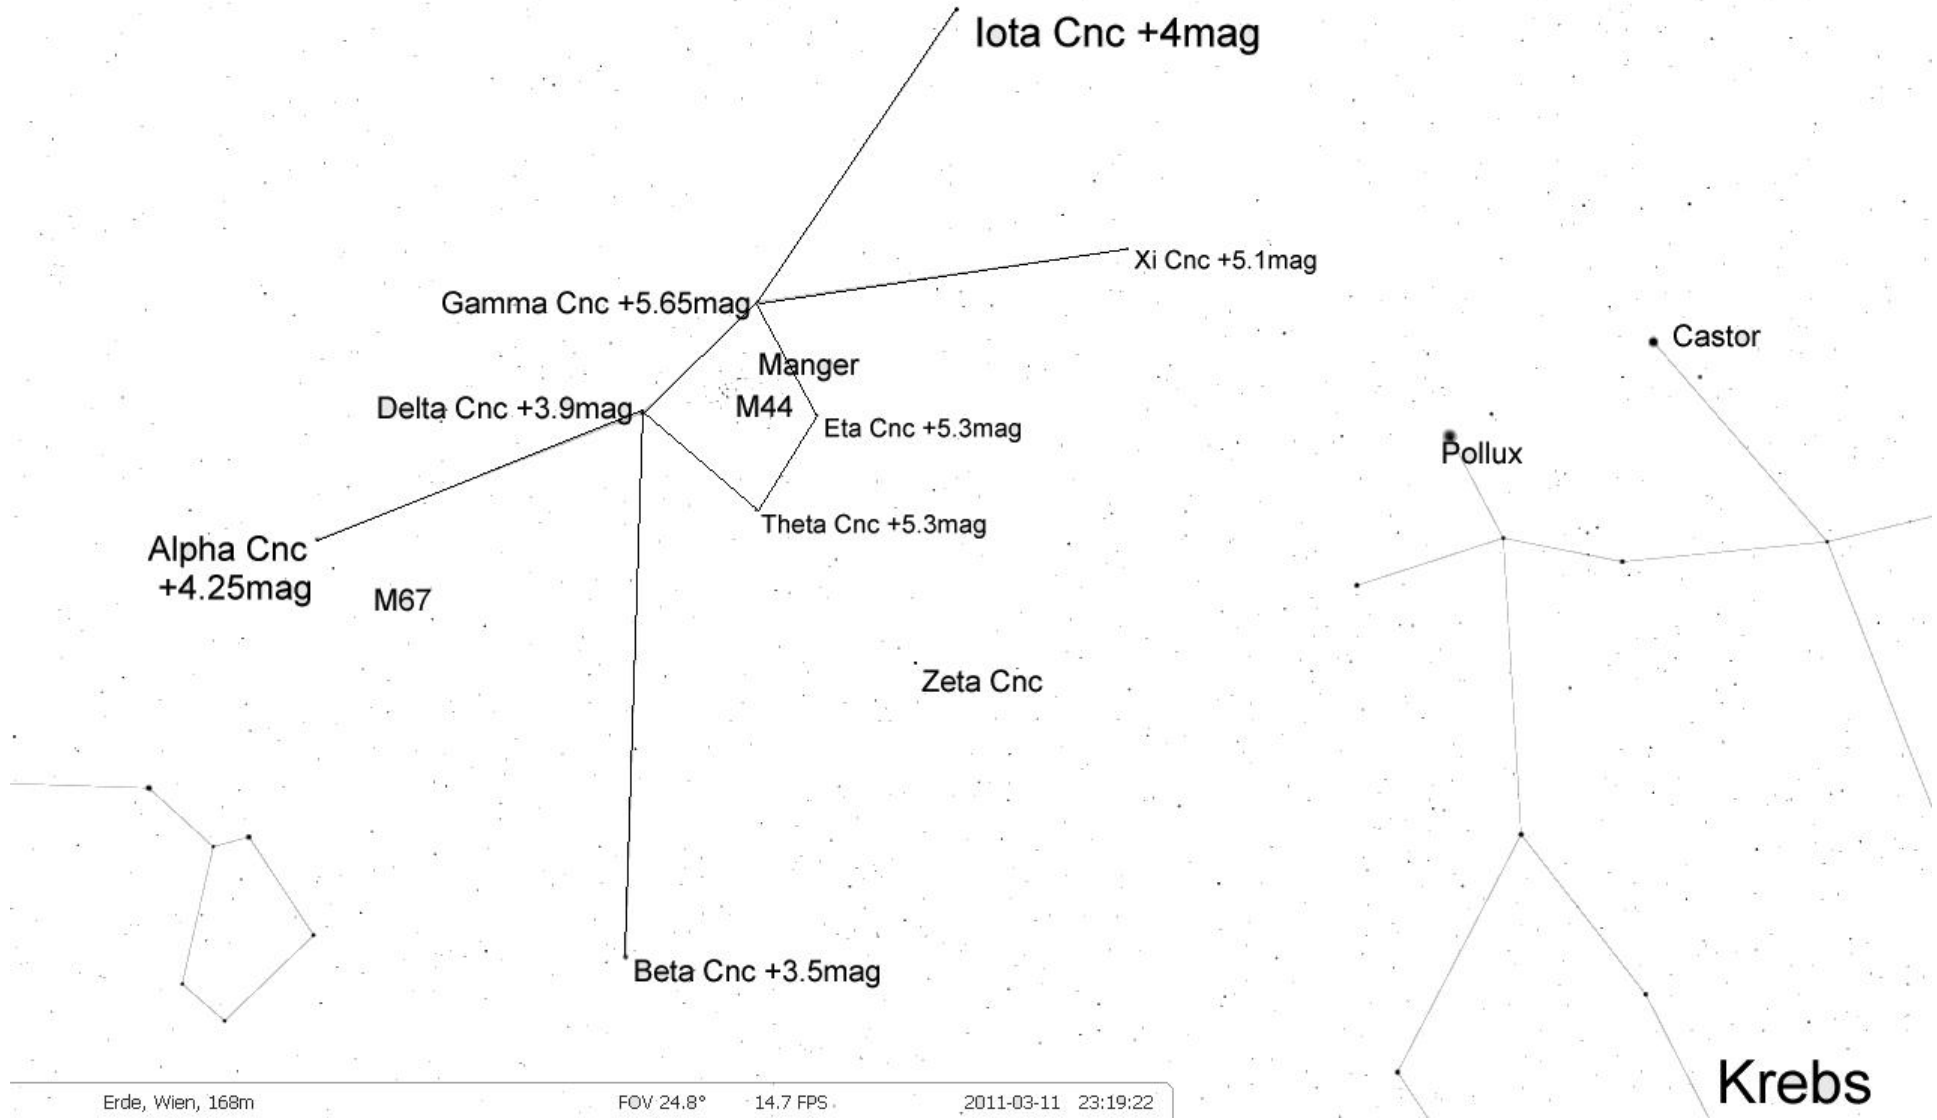 Iota Cnc +4mag
Xi Cnc +5.1mag
Gamma Cnc +5.65mag
Castor
Manger
Delta Cnc +3.9mag
M44
Eta Cnc +5.3mag
Pollux
Theta Cnc +5.3mag
Alpha Cnc
+4.25mag
M67
Zeta Cnc
Beta Cnc +3.5mag
Krebs
Erde, Wien, 168m FOV 24.8° 14.7 FPS 2011-03-11 23:19:22